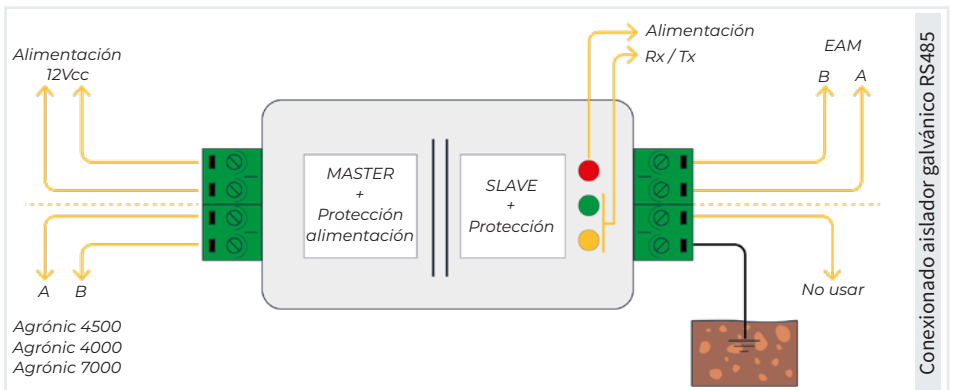 Alimentación
12Vcc
Alimentación
Rx / Tx
EAM
B A
MASTER
+
Protección
alimentación
SLAVE
+
Protección
A B
Agrónic 4500
Agrónic 4000
Agrónic 7000
No usar
Conexionado aislador galvánico RS485